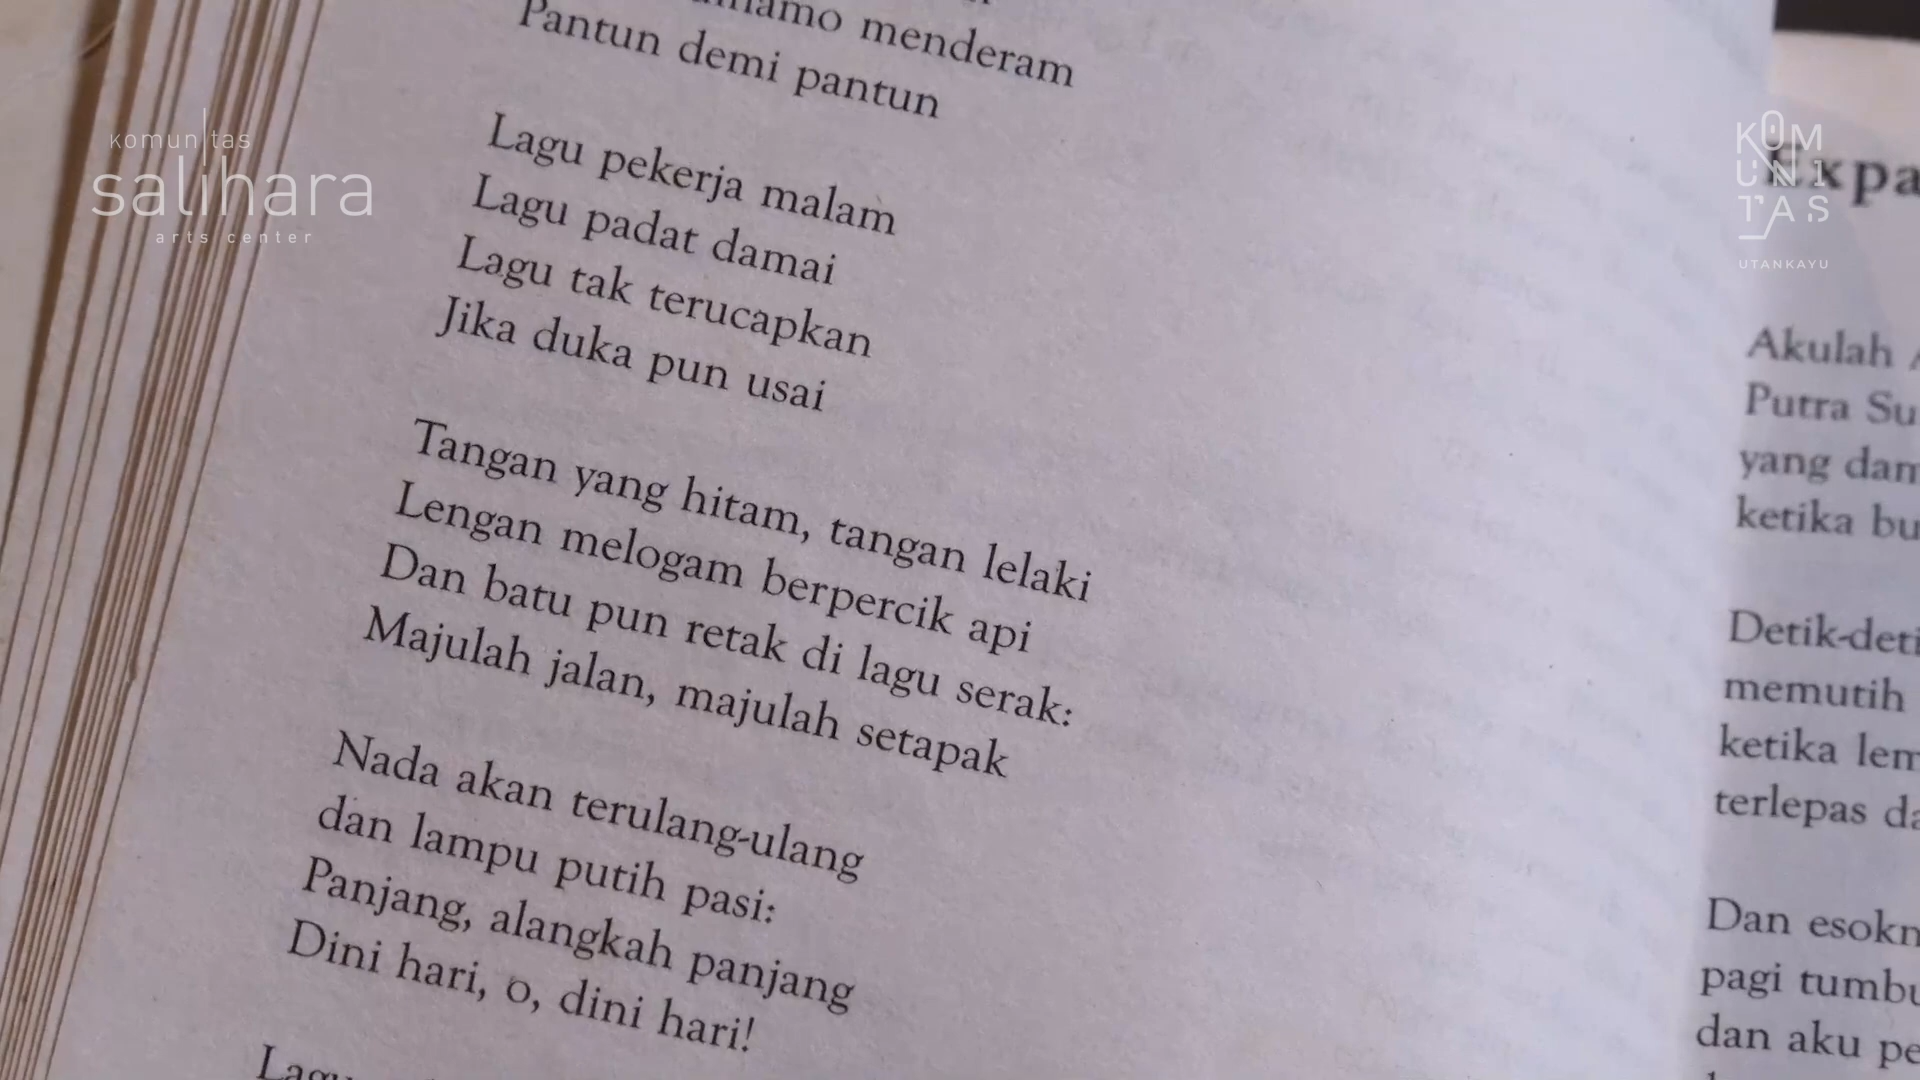 menderam
Pantun demi pantun
Lagu pekerja malam
Lagu padat damai
Lagu tak terucapkan
Jika duka pun usai
Tangan yang hitam, tangan lelaki
Lengan melogam berpercik api
Dan batu pun retak di lagu serak:
Majulah jalan, majulah setapak
Nada akan terulang-ulang
dan lampu putih pasi:
Panjang, alangkah panjang
Dini hari, o, dini hari!
komunitas
salihara
arts center
KOM
UNI
TAS
UTANKAYU
Akulah
Putra
yang
ketika
memutih
ketika
terlepas
Dan
pagi
dan aku